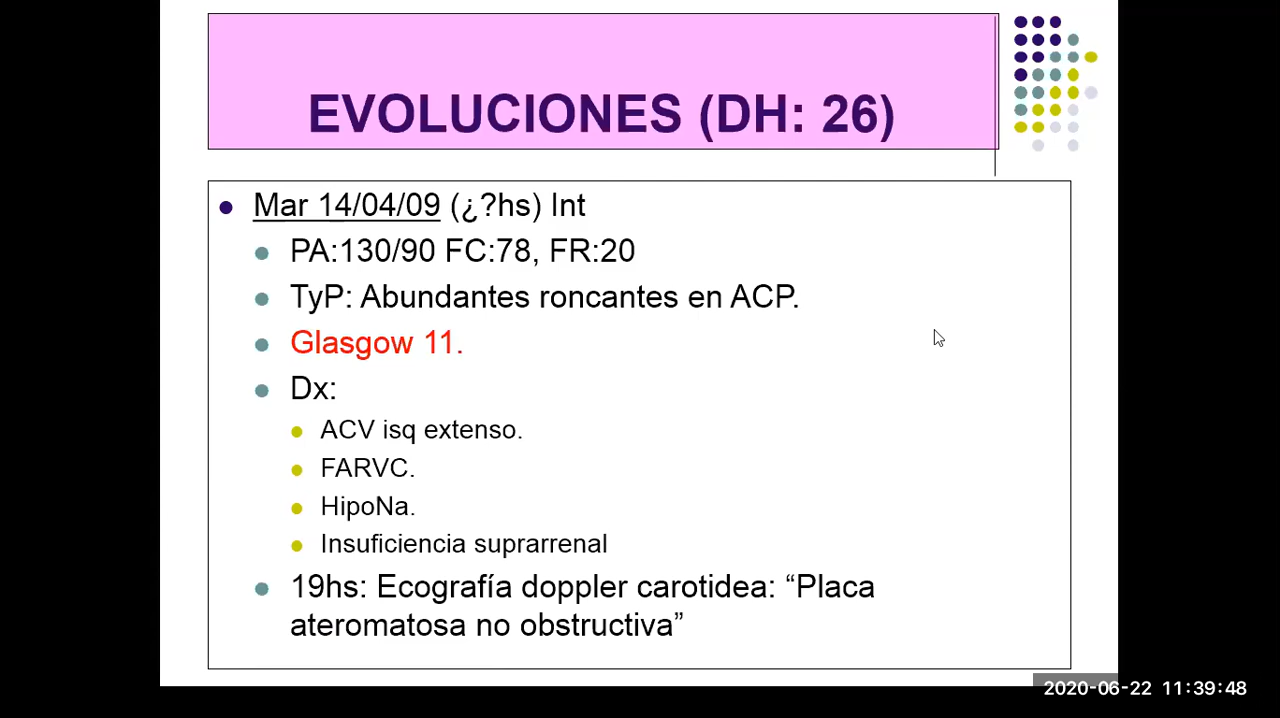 EVOLUCIONES (DH: 26)
Mar 14/04/09 (¿?hs) Int
PA:130/90 FC:78, FR:20
TyP: Abundantes roncantes en ACP.
Glasgow 11.
Dx:
ACV isq extenso.
FARVC.
HipoNa.
Insuficiencia suprarrenal
19hs: Ecografía doppler carotidea: “Placa
ateromatosa no obstructiva”
2020-06-22 11:39:48